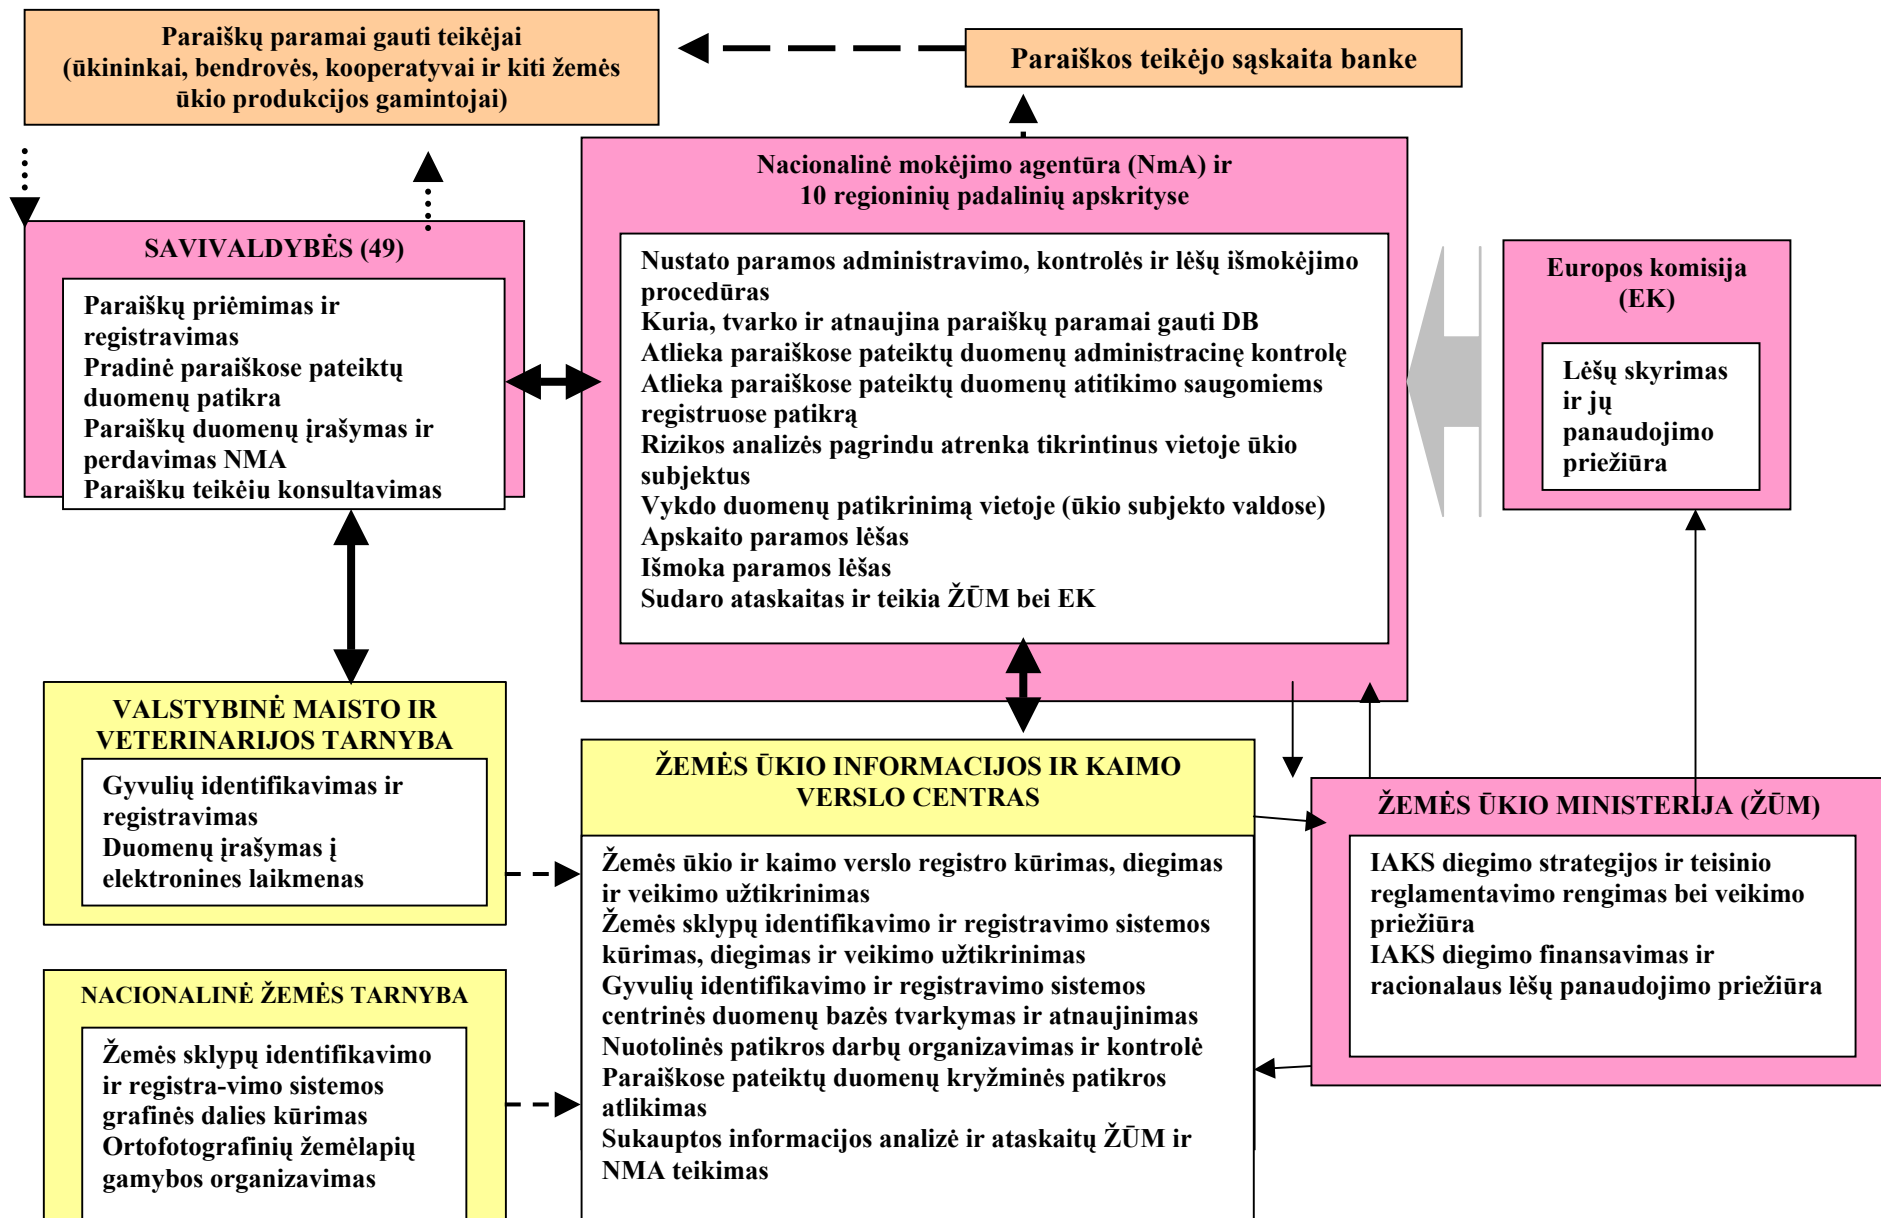 Paraiškų paramai gauti teikėjai
(ūkininkai, bendrovės, kooperatyvai ir kiti žemės
ūkio produkcijos gamintojai)
Paraiškos teikėjo sąskaita banke
Nacionalinė mokėjimo agentūra (NmA) ir
10 regioninių padalinių apskrityse
Nustato paramos administravimo, kontrolės ir lėšų išmokėjimo
procedūras
Kuria, tvarko ir atnaujina paraiškų paramai gauti DB
Atlieka paraiškose pateiktų duomenų administracinę kontrolę
Atlieka paraiškose pateiktų duomenų atitikimo saugomiems
registruose patikrą
Rizikos analizės pagrindu atrenka tikrintinus vietoje ūkio
subjektus
Vykdo duomenų patikrinimą vietoje (ūkio subjekto valdose)
Apskaito paramos lėšas
Išmoka paramos lėšas
Sudaro ataskaitas ir teikia ŽŪM bei EK
SAVIVALDYBĖS (49)
Paraiškų priėmimas ir
registravimas
Pradinė paraiškose pateiktų
duomenų patikra
Paraiškų duomenų įrašymas ir
perdavimas NMA
Paraiškų teikėjų konsultavimas
Europos komisija
(EK)
Lėšų skyrimas
ir jų
panaudojimo
priežiūra
VALSTYBINĖ MAISTO IR
VETERINARIJOS TARNYBA
Gyvulių identifikavimas ir
registravimas
Duomenų įrašymas į
elektronines laikmenas
ŽEMĖS ŪKIO INFORMACIJOS IR KAIMO
VERSLO CENTRAS
Žemės ūkio ir kaimo verslo registro kūrimas, diegimas
ir veikimo užtikrinimas
Žemės sklypų identifikavimo ir registravimo sistemos
kūrimas, diegimas ir veikimo užtikrinimas
Gyvulių identifikavimo ir registravimo sistemos
centrinės duomenų bazės tvarkymas ir atnaujinimas
Nuotolinės patikros darbų organizavimas ir kontrolė
Paraiškose pateiktų duomenų kryžminės patikros
atlikimas
Sukauptos informacijos analizė ir ataskaitų ŽŪM ir
NMA teikimas
ŽEMĖS ŪKIO MINISTERIJA (ŽŪM)
IAKS diegimo strategijos ir teisinio
reglamentavimo rengimas bei veikimo
priežiūra
IAKS diegimo finansavimas ir
racionalaus lėšų panaudojimo priežiūra
NACIONALINĖ ŽEMĖS TARNYBA
Žemės sklypų identifikavimo
ir registra-vimo sistemos
grafinės dalies kūrimas
Ortofotografinių žemėlapių
gamybos organizavimas